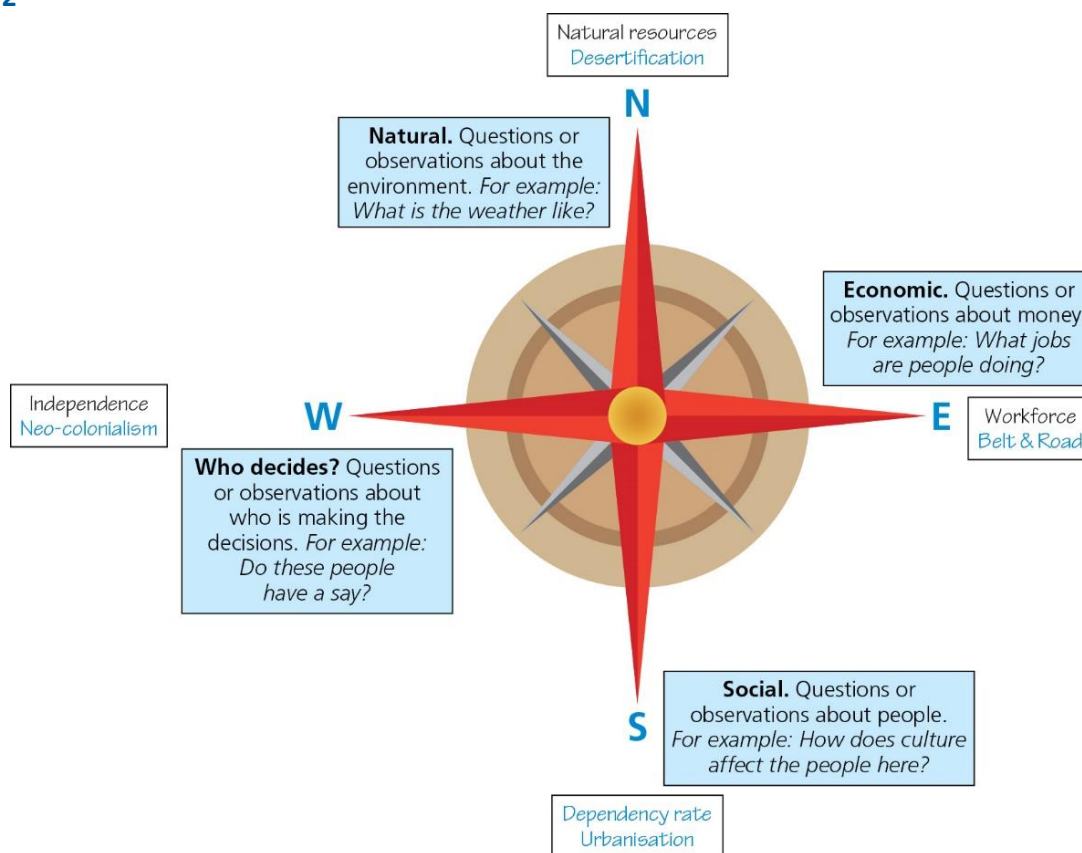 2
Natural resources
Desertification
N
Natural. Questions or
observations about the
environment. For example:
What is the weather like?
Economic. Questions or
observations about money
For example: What jobs
are people doing?
Independence
Neo-colonialism
W
E
Workforce
Belt & Road
Who decides? Questions
or observations about
who is making the
decisions. For example:
Do these people
have a say?
Social. Questions or
observations about people.
For example: How does culture
affect the people here?
S
Dependency rate
Urbanisation